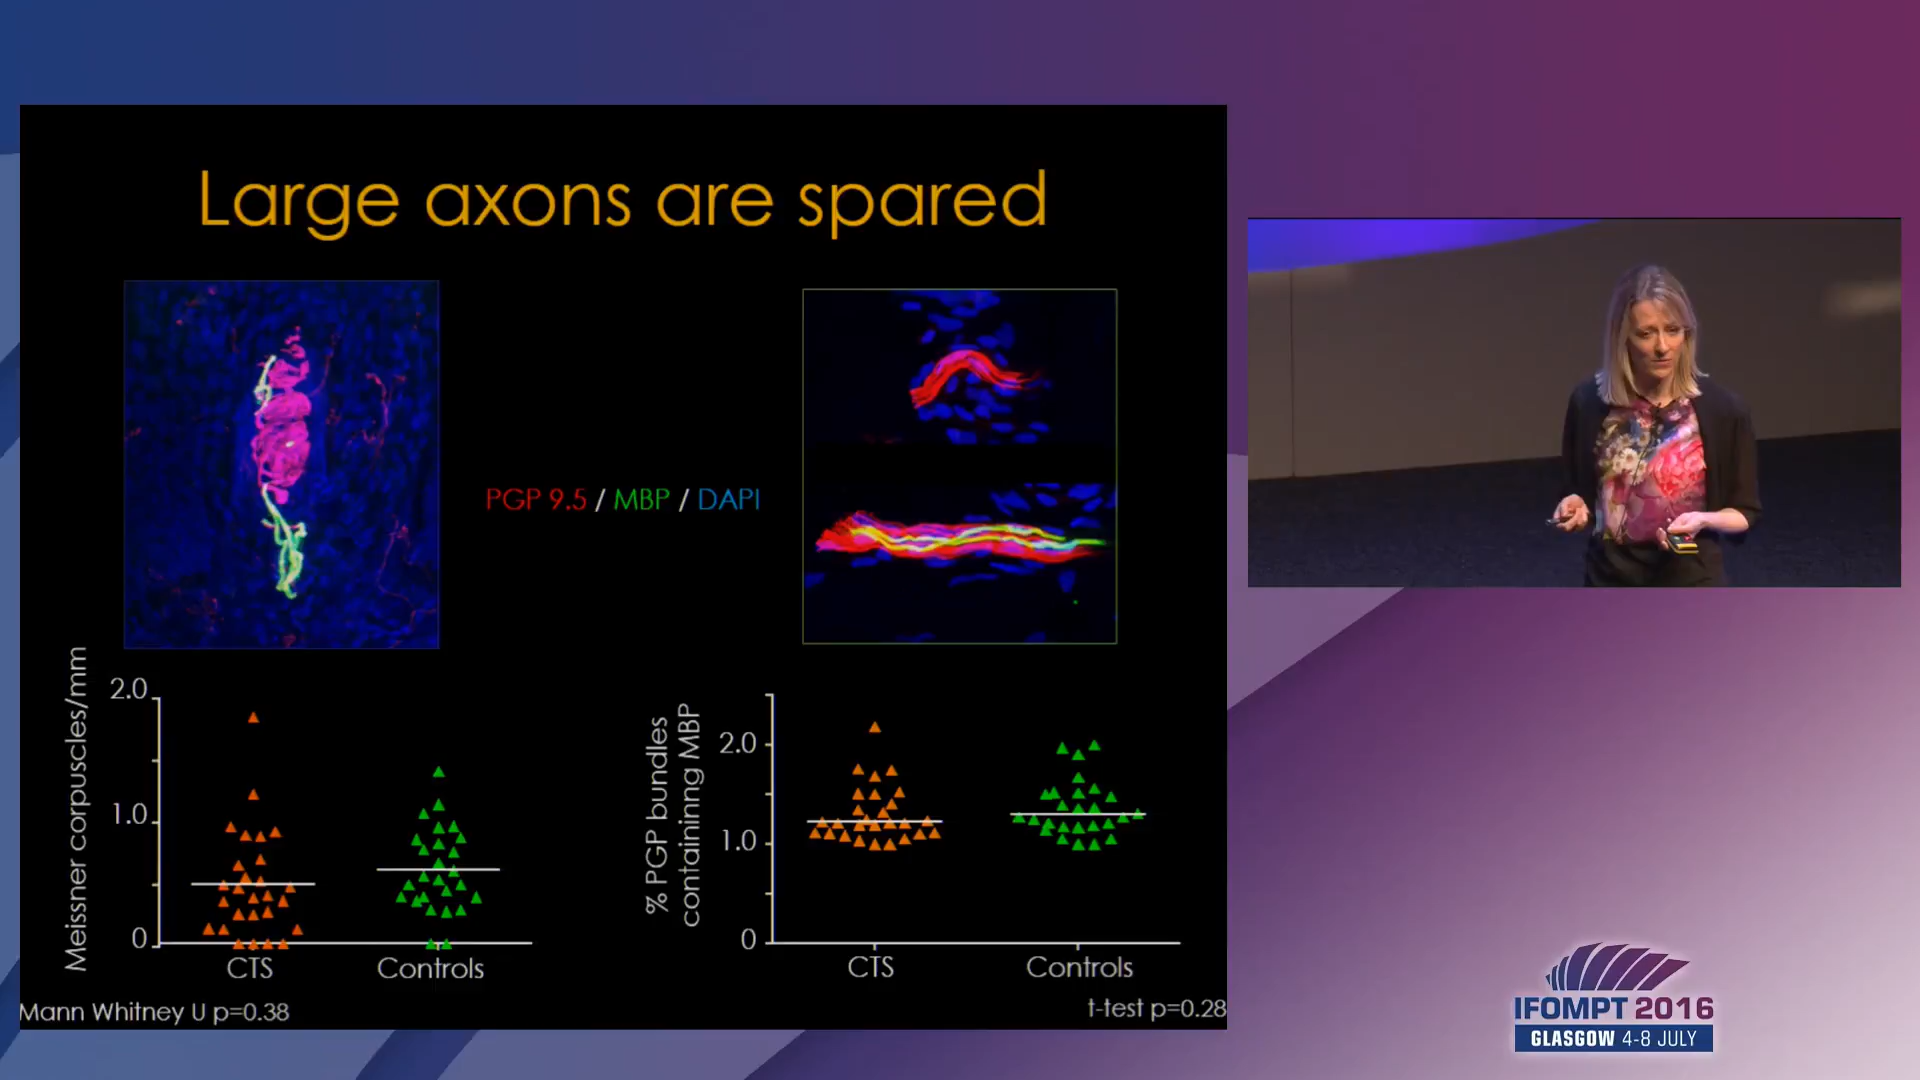 Large axons are spared
PGP 9.5 / MBP / DAPI
Meissner corpuscles/mm
2.0
1.0
0
CTS
Controls
Mann Whitney U p=0.38
% PGP bundles
containinng MBP
2.0
1.0
0
CTS
Controls
t-test p=0.28
IFOMPT 2016
GLASGOW 4-8 JULY